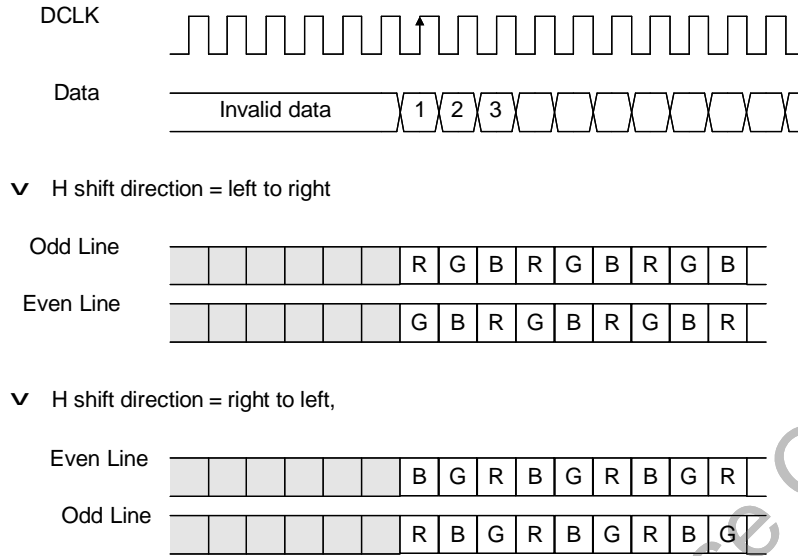 DCLK
Data Invalid data 1 2 3
v H shift direction = left to right
Odd Line R G B R G B R G B
Even Line G B R G B R G B R
v H shift direction = right to left,
Even Line B G R B G R B G R
Odd Line R B G R B G R B G